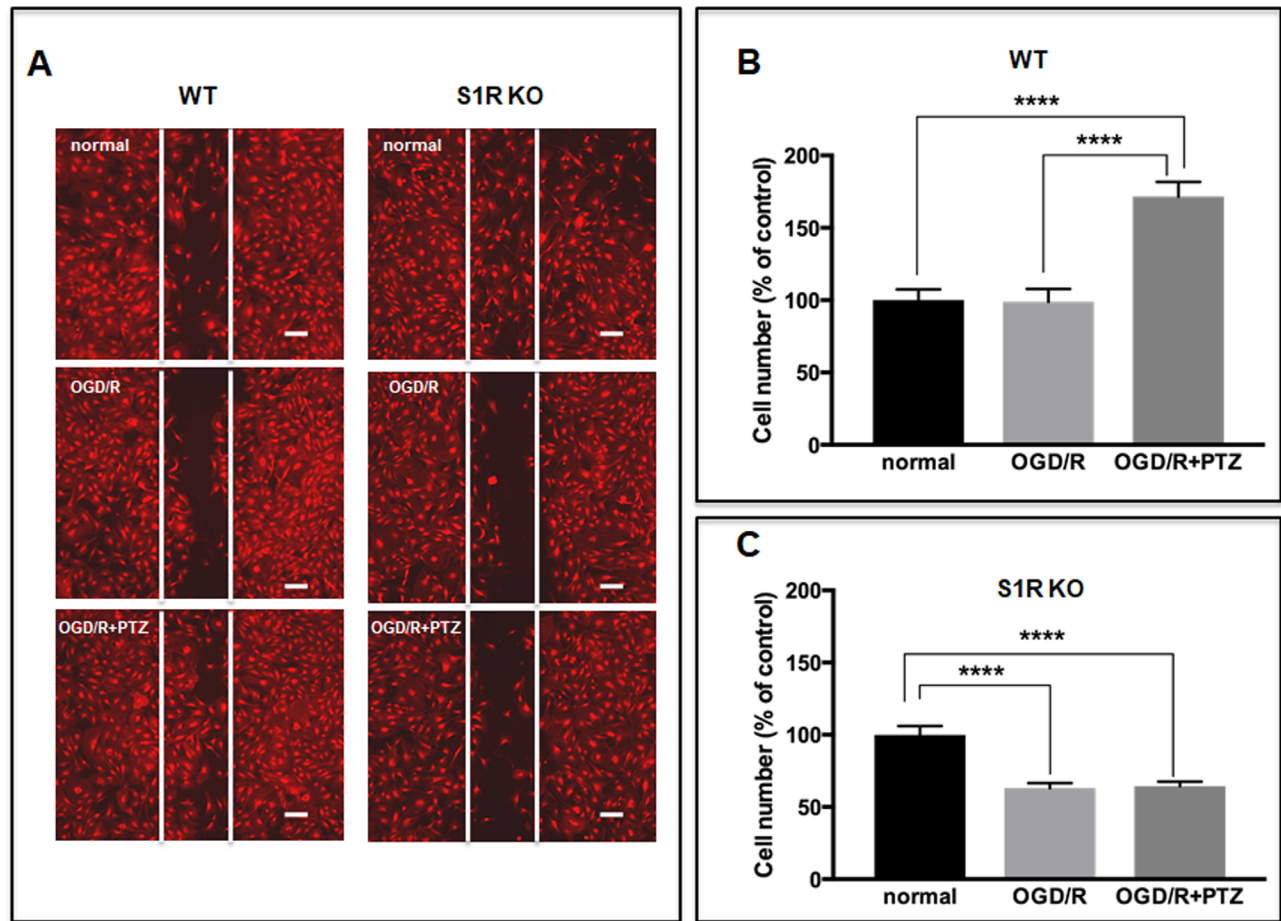 A
WT
S1R KO
normal
normal
OGD/R
OGD/R
OGD/R+PTZ
OGD/R+PTZ
B
WT
****
****
Cell number (% of control)
200
150
100
50
0
normal OGD/R OGD/R+PTZ
C
S1R KO
****
****
Cell number (% of control)
200
150
100
50
0
normal OGD/R OGD/R+PTZ